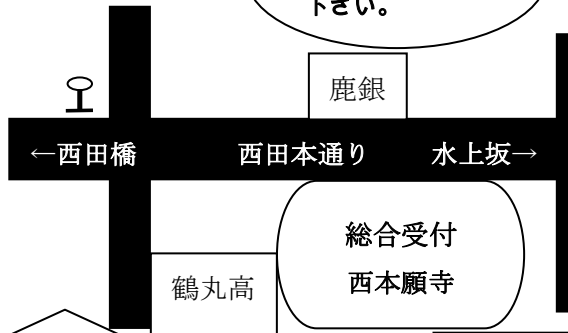 下さい。
鹿銀
←西田橋 西田本通り 水上坂→
総合受付
西本願寺
鶴丸高